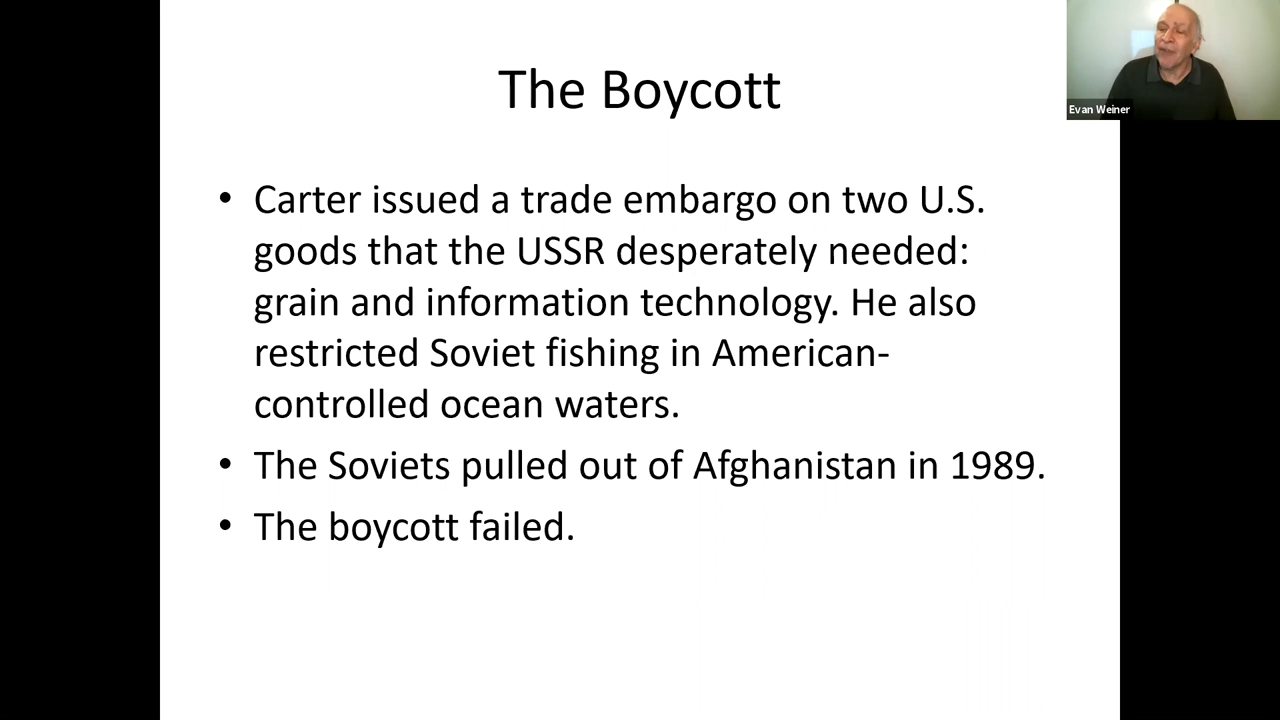 The Boycott
Evan Weiner
• Carter issued a trade embargo on two U.S.
goods that the USSR desperately needed:
grain and information technology. He also
restricted Soviet fishing in American-
controlled ocean waters.
• The Soviets pulled out of Afghanistan in 1989.
• The boycott failed.